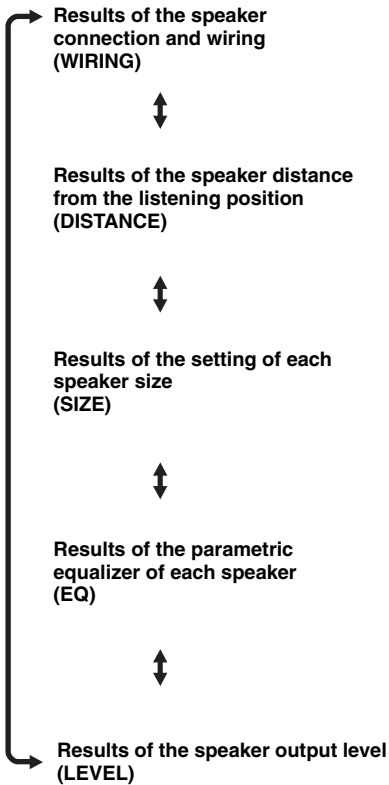 Results of the speaker
connection and wiring
(WIRING)
Results of the speaker distance
from the listening position
(DISTANCE)
Results of the setting of each
speaker size
(SIZE)
Results of the parametric
equalizer of each speaker
(EQ)
Results of the speaker output level
(LEVEL)